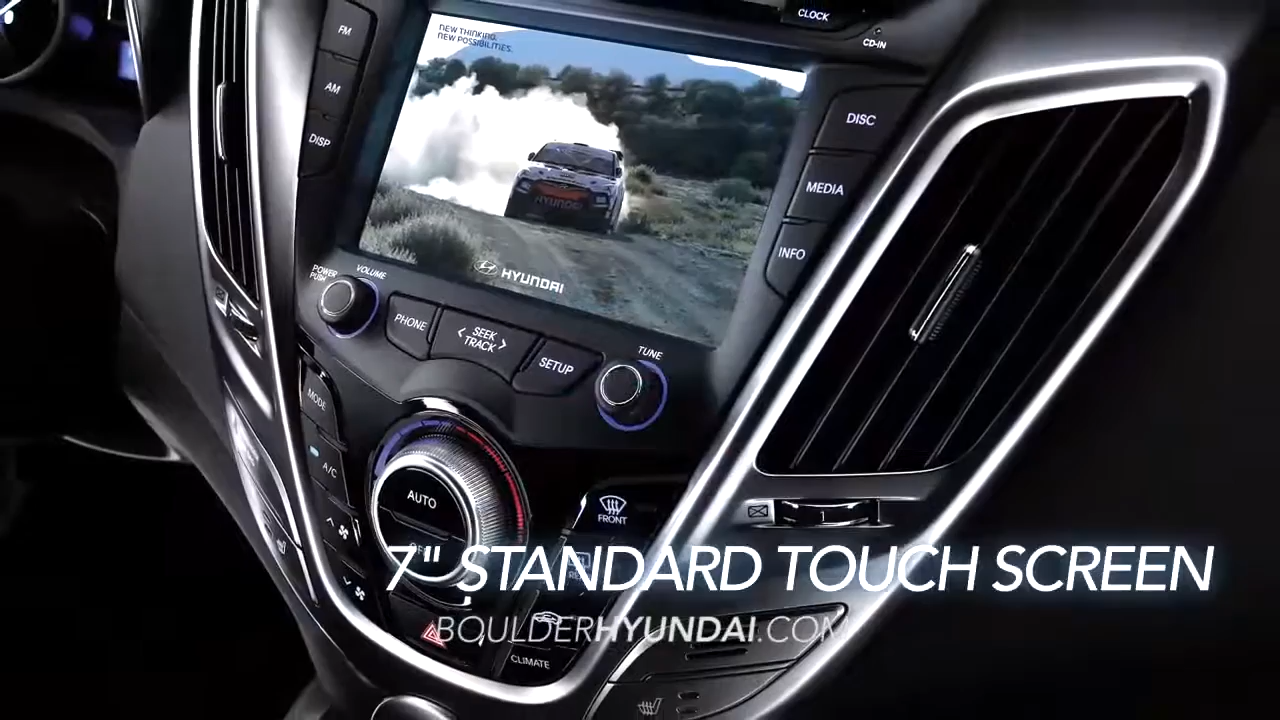 CLOCK
CD-IN
FM
AM
DISP
NEW THINKING.
NEW POSSIBILITIES.
HYUNDAI
HYUNDAI
DISC
MEDIA
INFO
POWER
PUSH
VOLUME
PHONE
< SEEK >
TRACK
SETUP
TUNE
MODE
A/C
AUTO
FRONT
7" STANDARD TOUCH SCREEN
BOULDERHYUNDAI.COM
CLIMATE